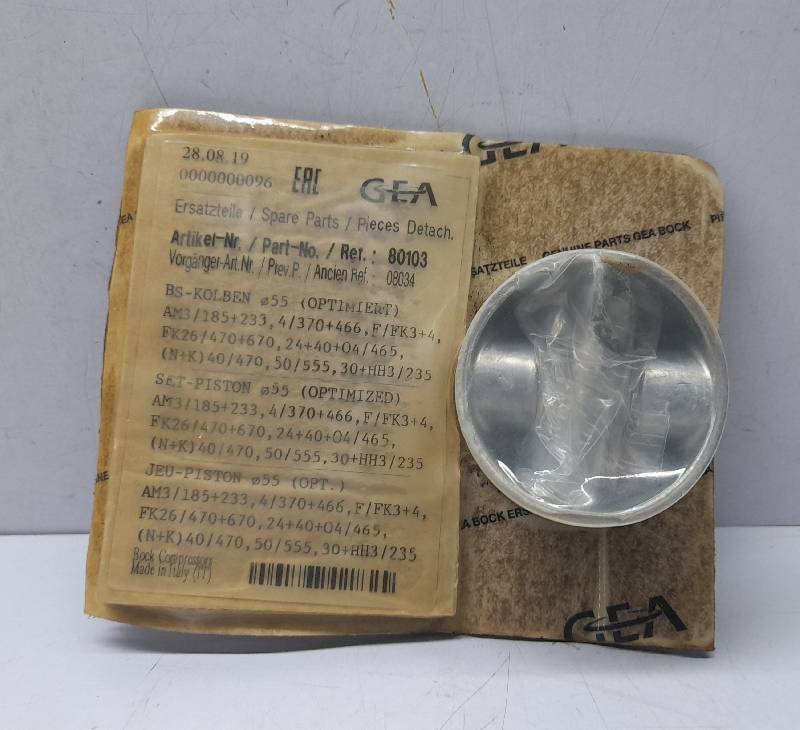 28.08.19
0000000096 EAC GEA
Ersatzteile / Spare Parts / Pieces Detach.
Artikel-Nr. / Part-No. / Ref.: 80103
Vorgänger-Art.Nr. / Prev.P. / Ancien Ref.: 08034
BS-KOLBEN ø55 (OPTIMIERT)
AM3/185+233,4/370+466,F/FK3+4,
FK26/470+670,24+40+04/465,
(N+K)40/470,50/555,30+HH3/235
SET-PISTON ø55 (OPTIMIZED)
AM3/185+233,4/370+466,F/FK3+4,
FK26/470+670,24+40+04/465,
(N+K)40/470,50/555,30+HH3/235
JEU-PISTON ø55 (OPT.)
AM3/185+233,4/370+466,F/FK3+4,
FK26/470+670,24+40+04/465,
(N+K)40/470,50/555,30+HH3/235
Bock Compressors
Made in Italy (IT)
GEA
SATZTEILE GENUINE PARTS GEA BOCK
A BOCK ERS
GEA